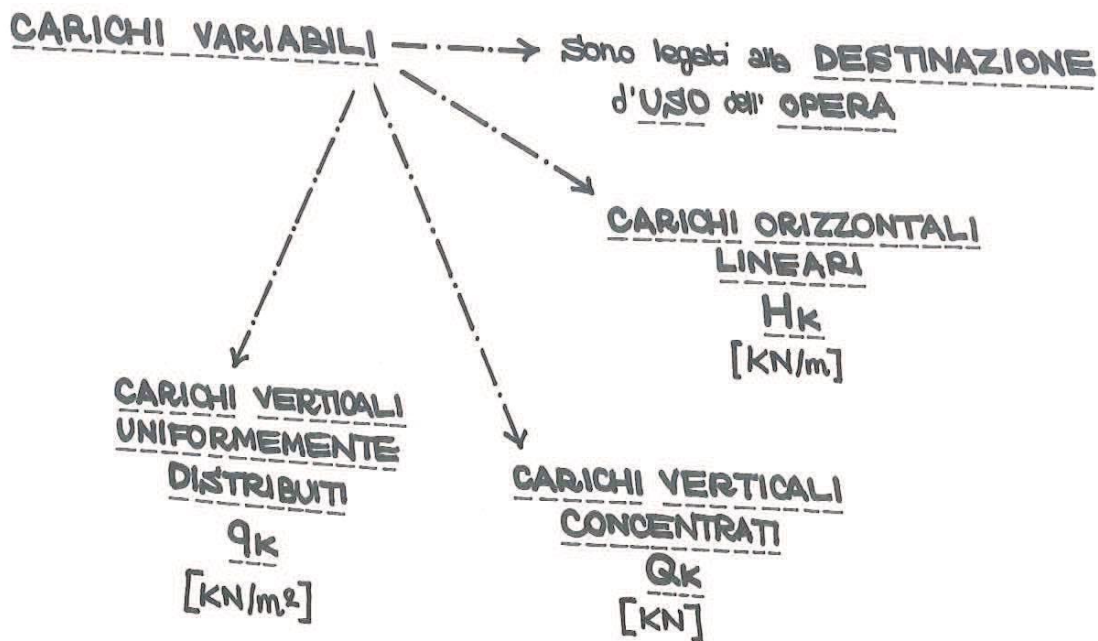 CARICHI VARIABILI
Sono legati alla DESTINAZIONE
d'USO dell' OPERA
CARICHI ORIZZONTALI
LINEARI
Hk
[KN/m]
CARICHI VERTICALI
UNIFORMEMENTE
DISTRIBUITI
qk
[KN/m²]
CARICHI VERTICALI
CONCENTRATI
Qk
[KN]